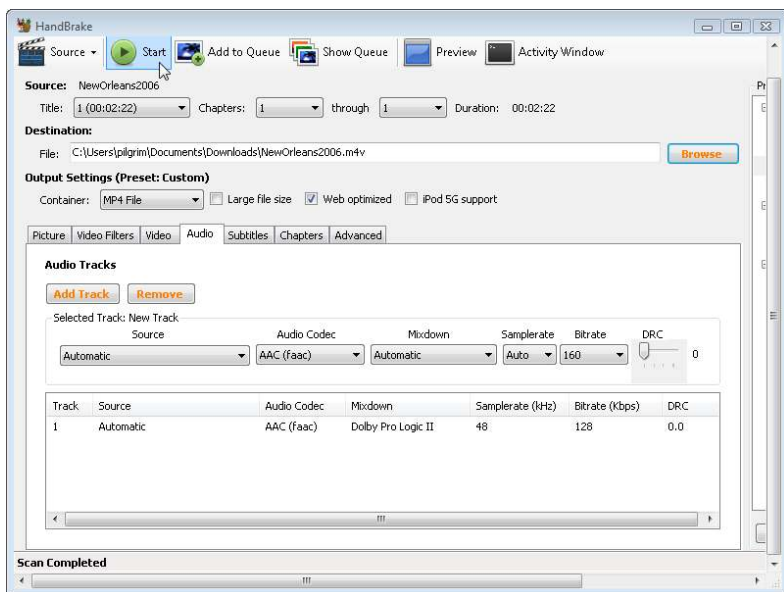 HandBrake
Source Start Add to Queue Show Queue Preview Activity Window
Source: NewOrleans2006
Title: 1 (00:02:22) Chapters: 1 through 1 Duration: 00:02:22
Destination:
File: C:\Users\pilgrim\Documents\Downloads\NewOrleans2006.m4v Browse
Output Settings (Preset: Custom)
Container: MP4 File Large file size Web optimized iPod 5G support
Picture Video Filters Video Audio Subtitles Chapters Advanced
Audio Tracks
Add Track Remove
Selected Track: New Track
Source Audio Codec Mixdown Samplerate Bitrate DRC
Automatic AAC (faac) Automatic Auto 160 0
Track Source Audio Codec Mixdown Samplerate (kHz) Bitrate (Kbps) DRC
1 Automatic AAC (faac) Dolby Pro Logic II 48 128 0.0
Scan Completed